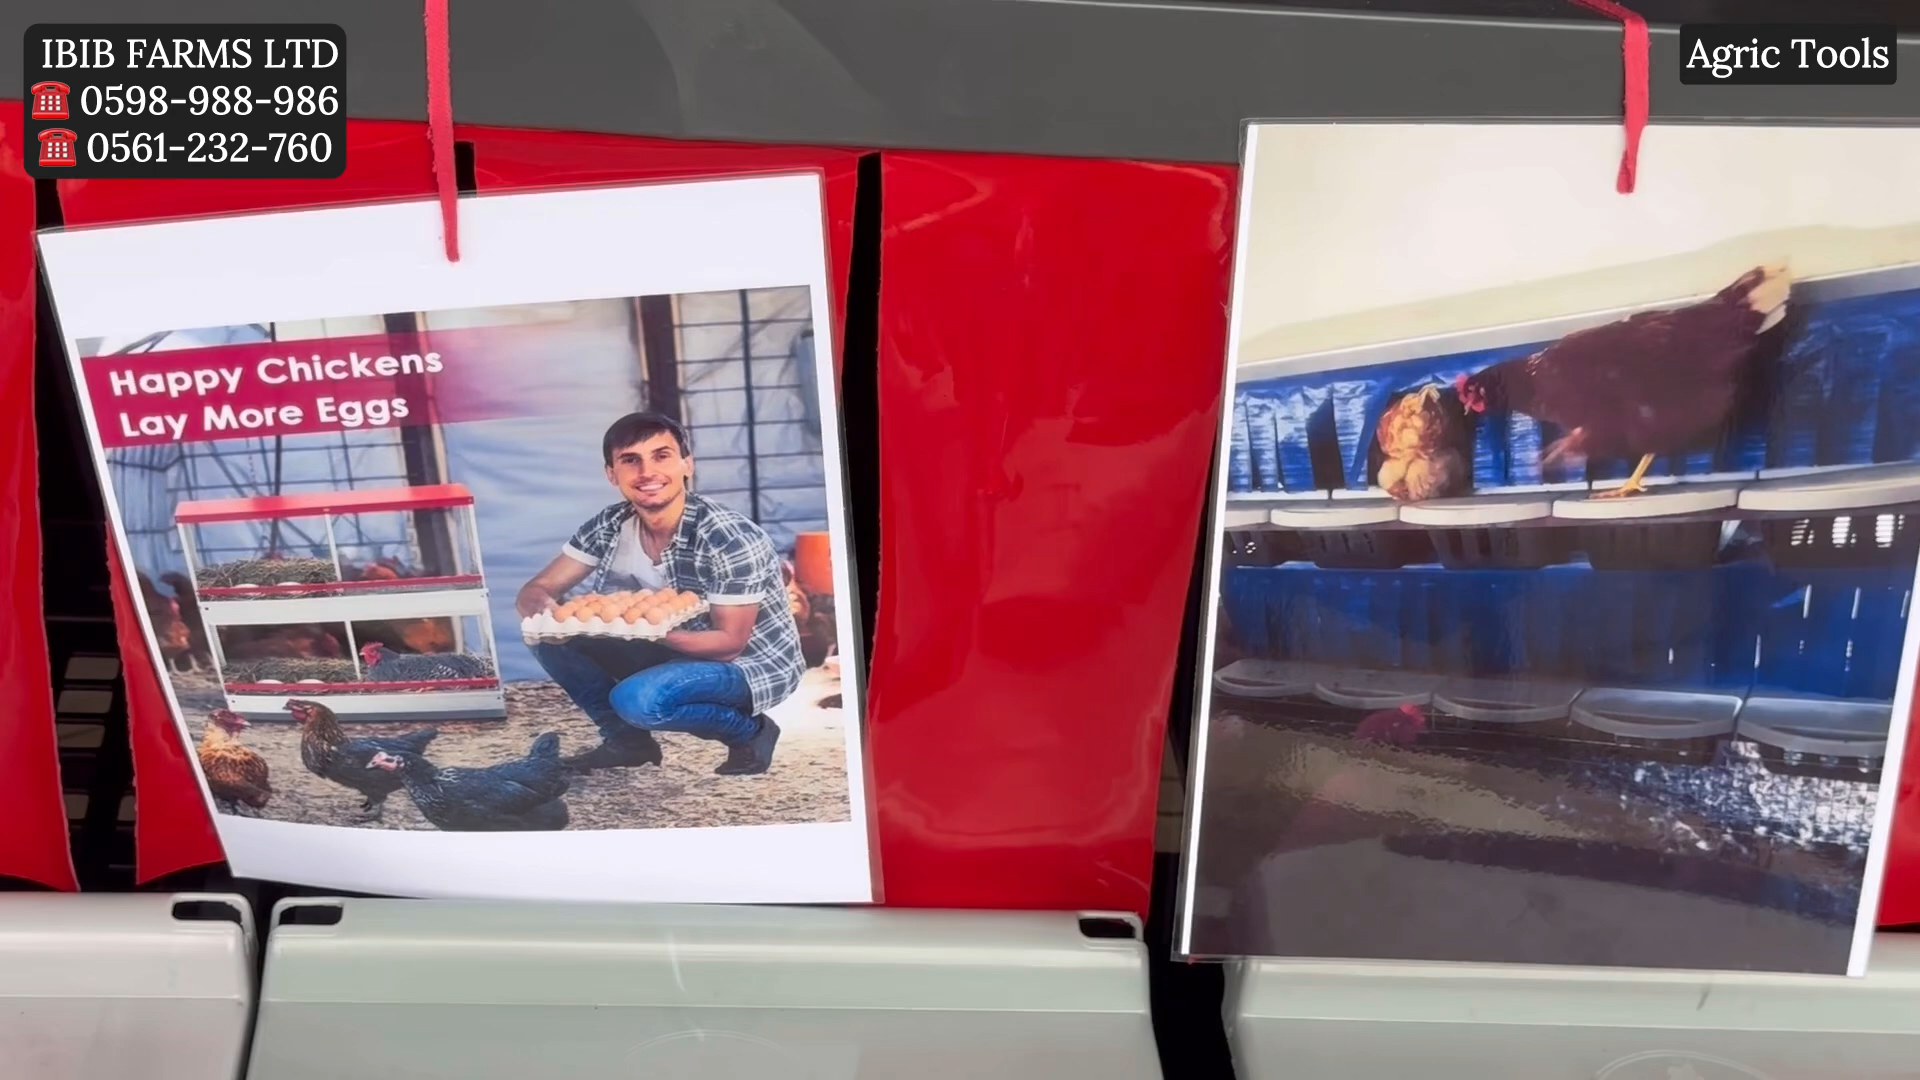 IBIB FARMS LTD
☎️ 0598-988-986
☎️ 0561-232-760
Agric Tools
Happy Chickens
Lay More Eggs